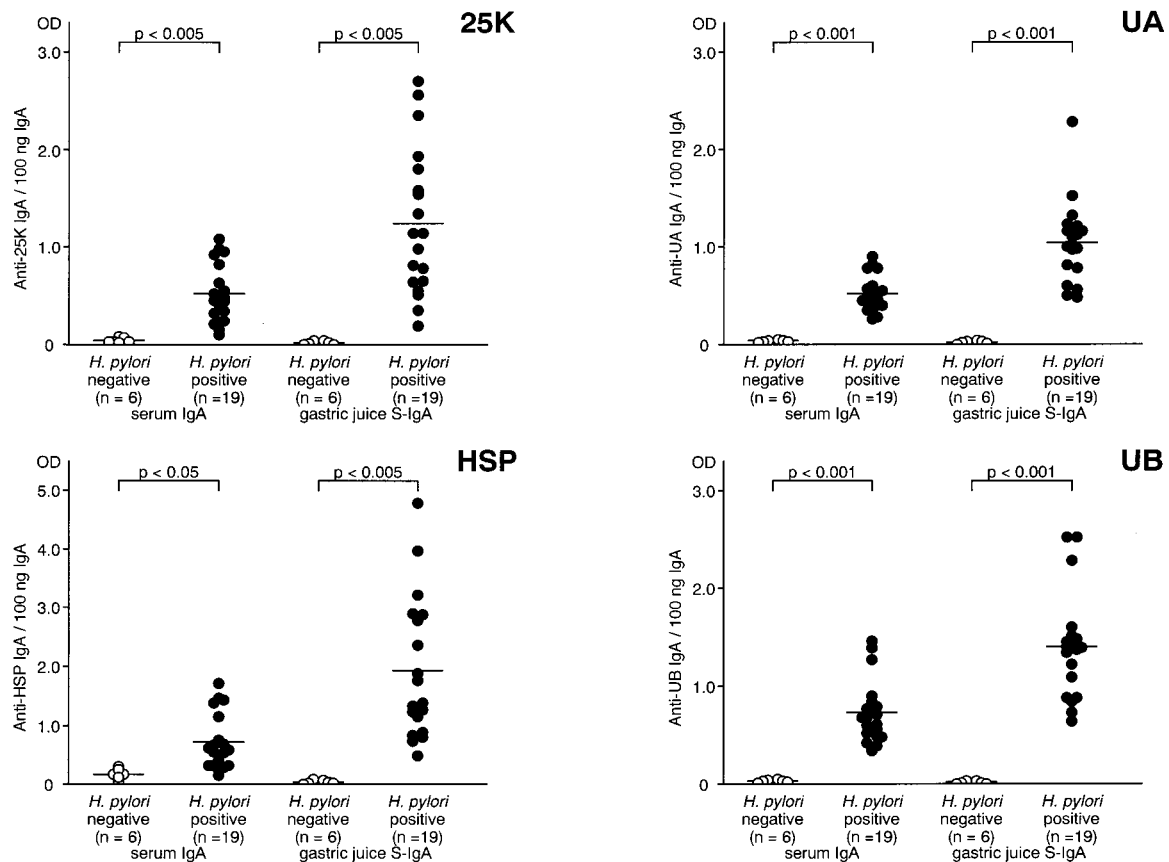 25K
OD
p < 0.005
p < 0.005
3.0
2.0
1.0
0
Anti-25K IgA / 100 ng IgA
H. pylori H. pylori H. pylori H. pylori
negative positive negative positive
(n = 6) (n =19) (n = 6) (n =19)
serum IgA gastric juice S-IgA
UA
OD
p < 0.001
p < 0.001
3.0
2.0
1.0
0
Anti-UA IgA / 100 ng IgA
H. pylori H. pylori H. pylori H. pylori
negative positive negative positive
(n = 6) (n =19) (n = 6) (n =19)
serum IgA gastric juice S-IgA
HSP
OD
p < 0.05
p < 0.005
5.0
4.0
3.0
2.0
1.0
0
Anti-HSP IgA / 100 ng IgA
H. pylori H. pylori H. pylori H. pylori
negative positive negative positive
(n = 6) (n =19) (n = 6) (n =19)
serum IgA gastric juice S-IgA
UB
OD
p < 0.001
p < 0.001
3.0
2.0
1.0
0
Anti-UB IgA / 100 ng IgA
H. pylori H. pylori H. pylori H. pylori
negative positive negative positive
(n = 6) (n =19) (n = 6) (n =19)
serum IgA gastric juice S-IgA